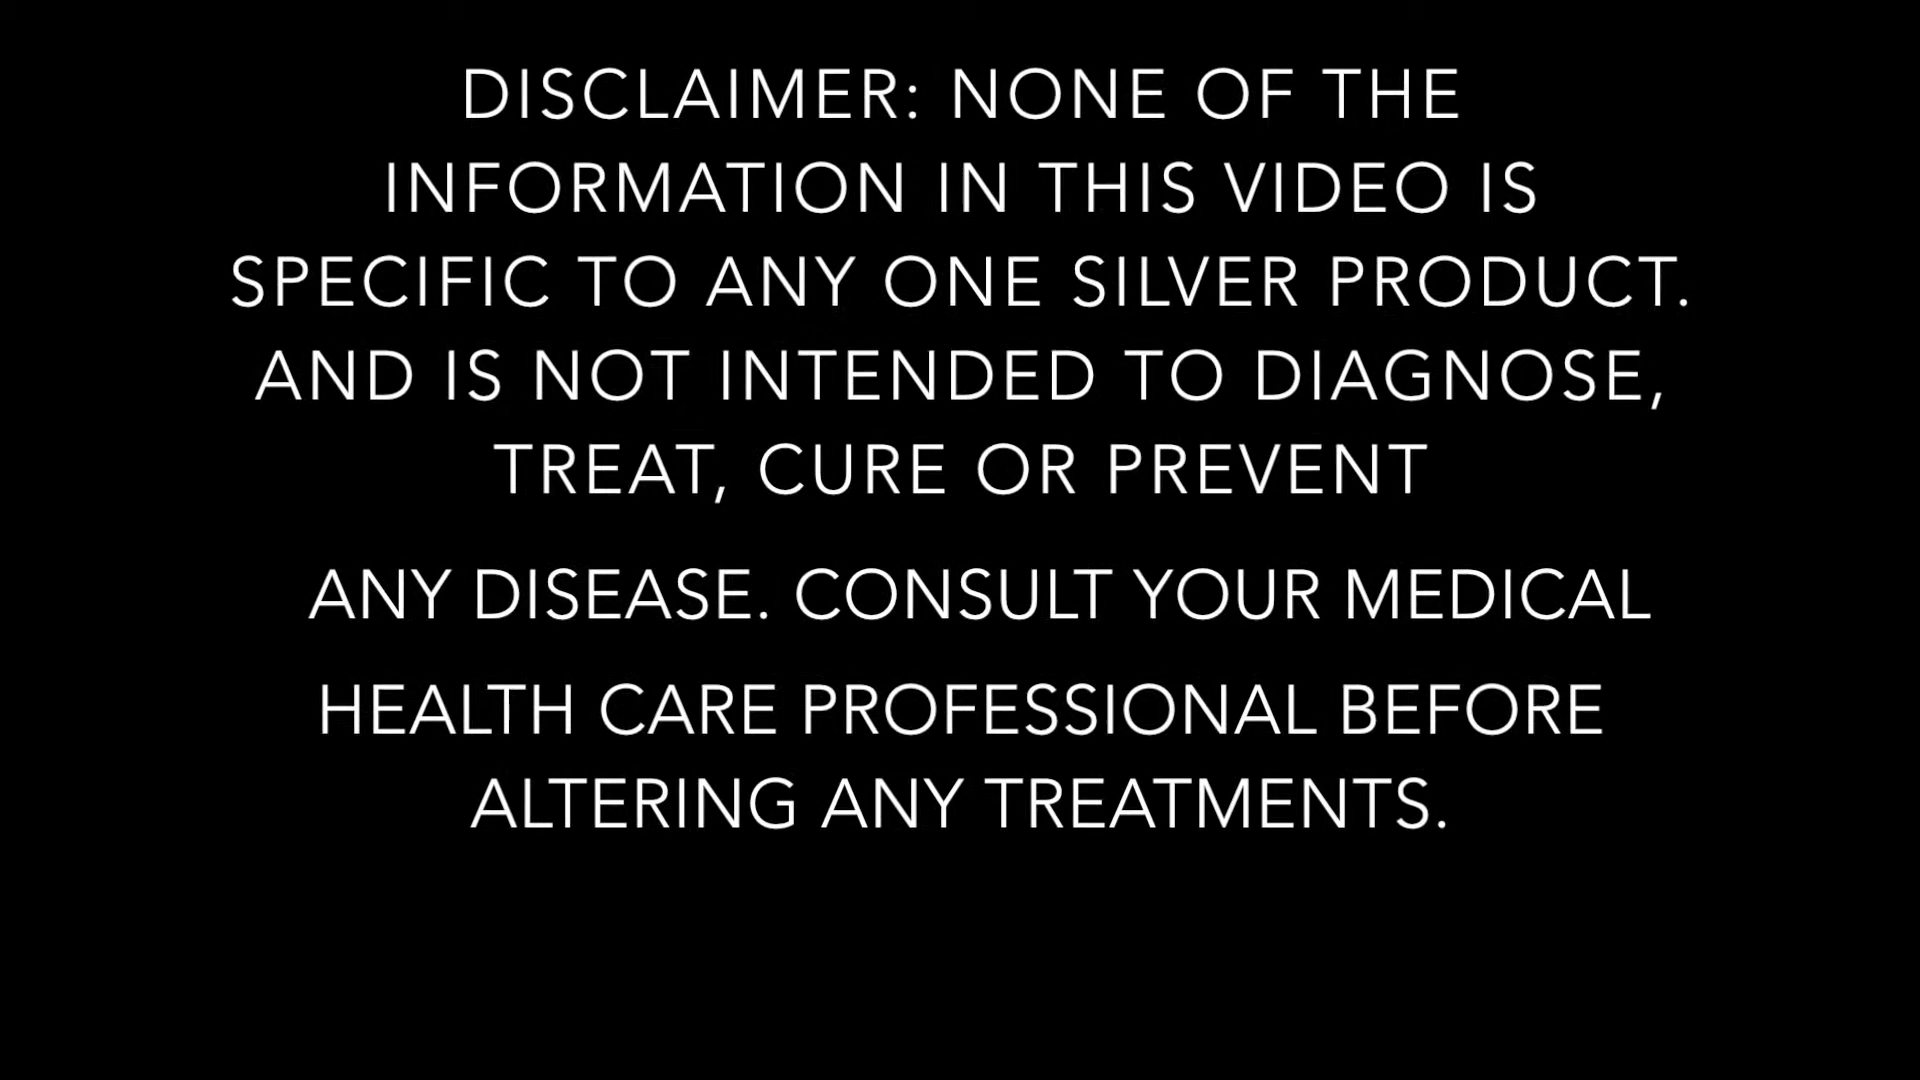 DISCLAIMER: NONE OF THE
INFORMATION IN THIS VIDEO IS
SPECIFIC TO ANY ONE SILVER PRODUCT.
AND IS NOT INTENDED TO DIAGNOSE,
TREAT, CURE OR PREVENT
ANY DISEASE. CONSULT YOUR MEDICAL
HEALTH CARE PROFESSIONAL BEFORE
ALTERING ANY TREATMENTS.